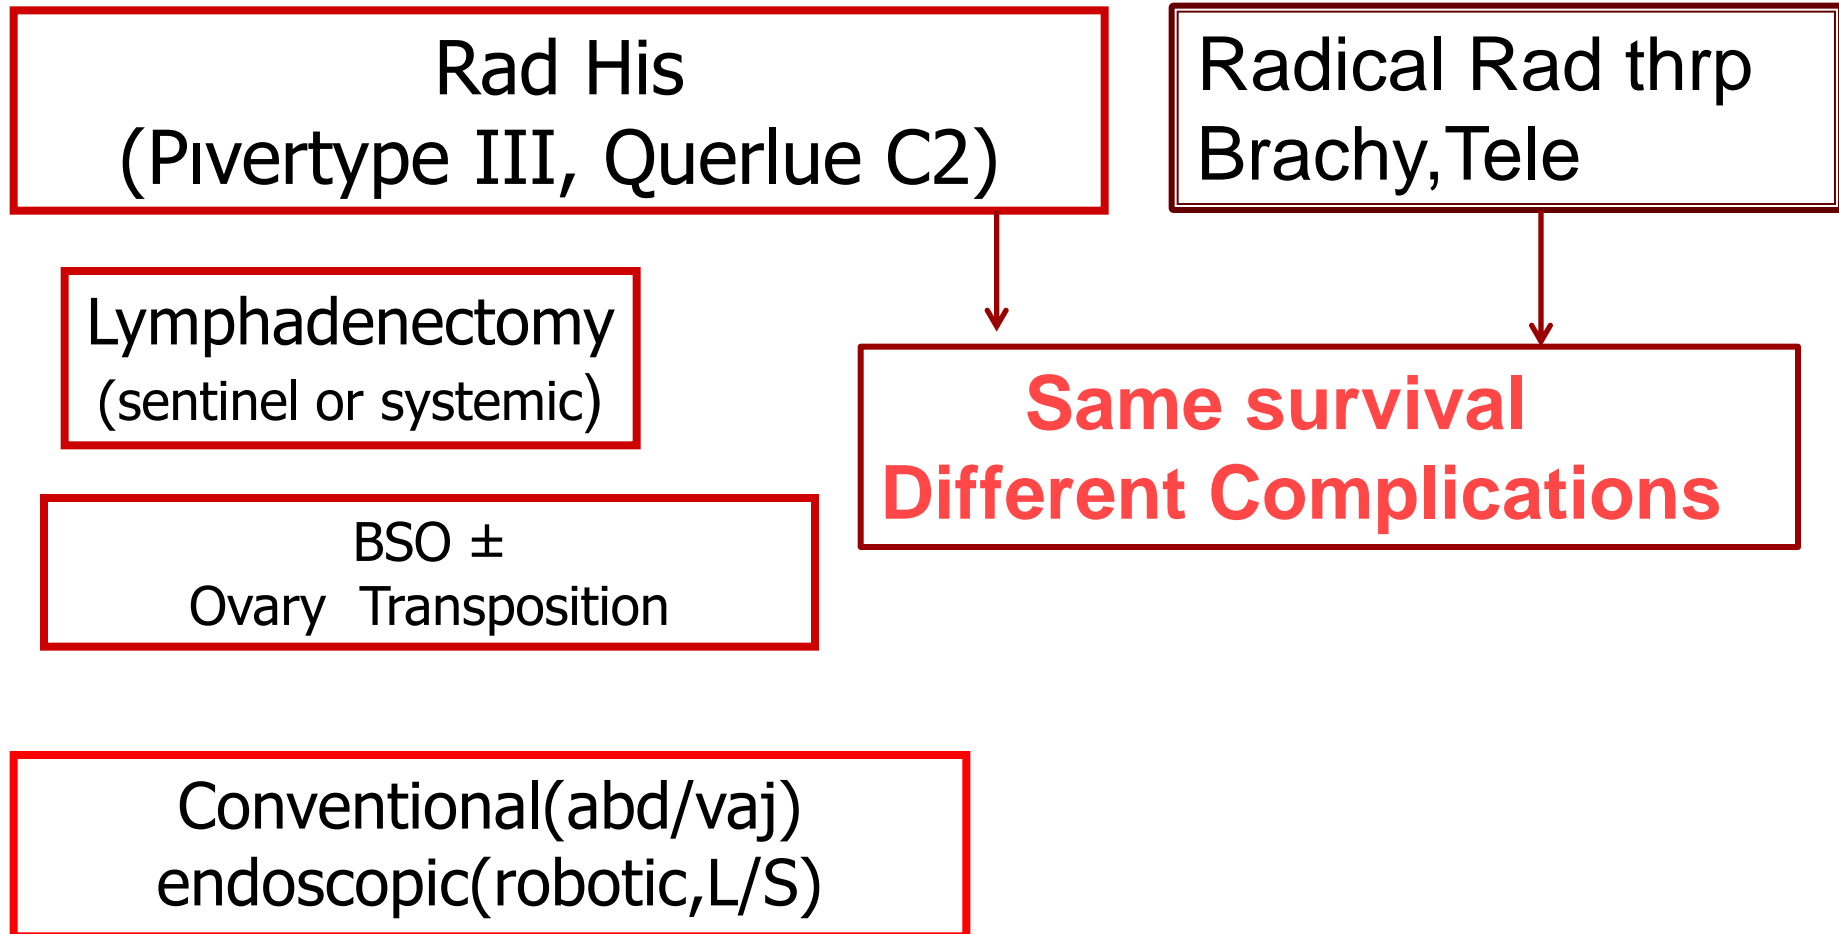 Rad His
(Pıvertype III, Querlue C2)
Radical Rad thrp
Brachy,Tele
Lymphadenectomy
(sentinel or systemic)
Same survival
Different Complications
BSO ±
Ovary Transposition
Conventional(abd/vaj)
endoscopic(robotic,L/S)